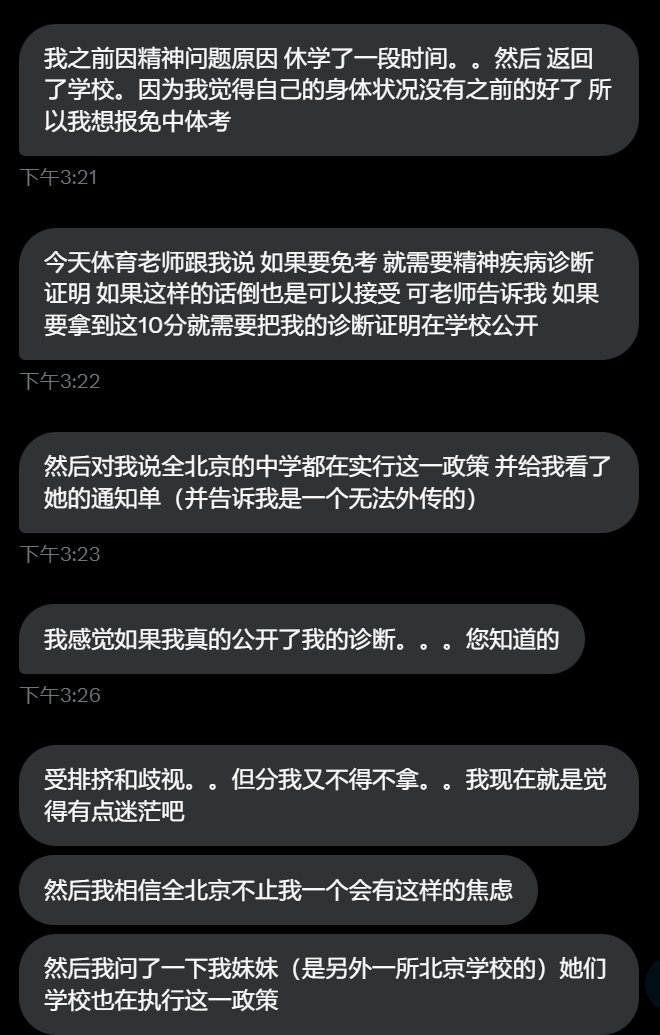 我之前因精神问题原因 休学了一段时间。。然后 返回
了学校。因为我觉得自己的身体状况没有之前的好了 所
以我想报免中体考
下午3:21
今天体育老师跟我说 如果要免考 就需要精神疾病诊断
证明 如果这样的话倒也是可以接受 可老师告诉我 如果
要拿到这10分就需要把我的诊断证明在学校公开
下午3:22
然后对我说全北京的中学都在实行这一政策 并给我看了
她的通知单（并告诉我是一个无法外传的）
下午3:23
我感觉如果我真的公开了我的诊断。。。您知道的
下午3:26
受排挤和歧视。。但分我又不得不拿。。我现在就是觉
得有点迷茫吧
然后我相信全北京不止我一个会有这样的焦虑
然后我问了一下我妹妹（是另外一所北京学校的）她们
学校也在执行这一政策